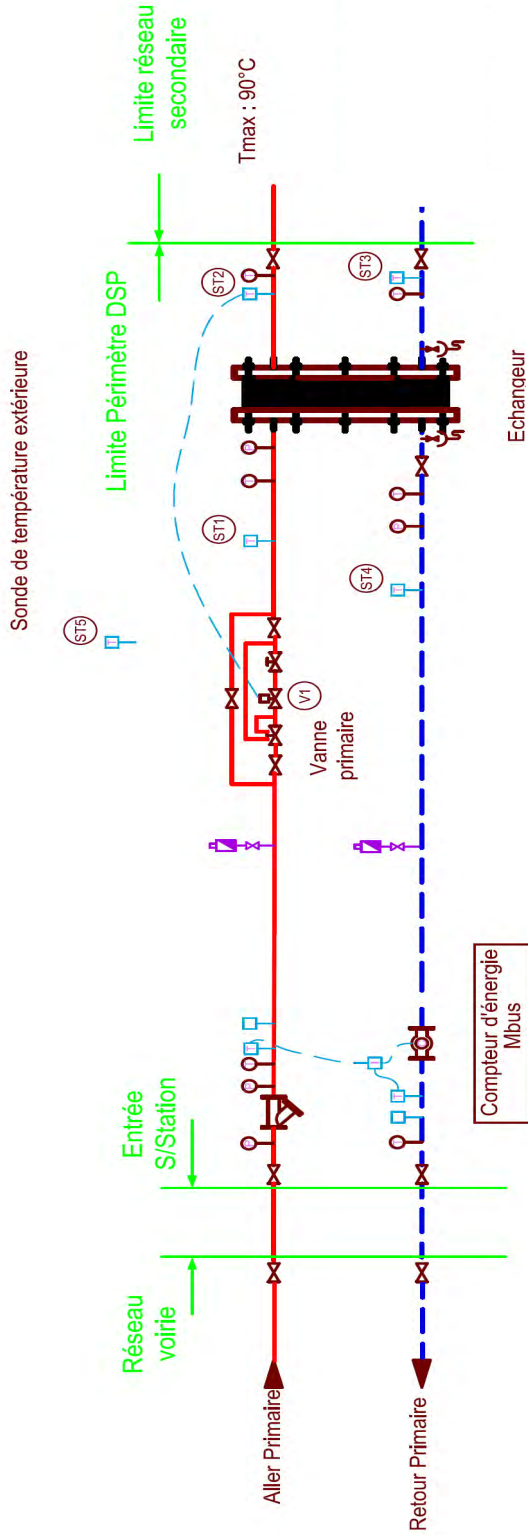 Sonde de température extérieure
ST5
Limite Périmètre DSP
Limite réseau
secondaire
Tmax : 90°C
Réseau
voirie
Entrée
S/Station
Aller Primaire
P
P
T
T
ST1
T
T
P
ST2
T
T
V1
Vanne
primaire
Retour Primaire
T
T
ST4
T
P
T
ST3
T
T
Compteur d'énergie
Mbus
Echangeur